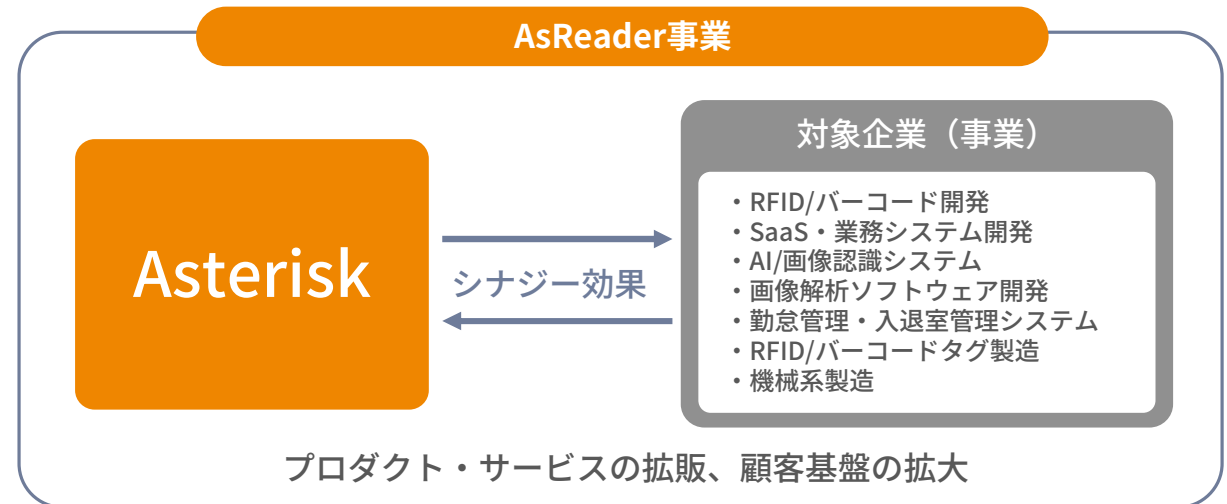 AsReader事業
対象企業（事業）
Asterisk
シナジー効果
・RFID/バーコード開発
・SaaS・業務システム開発
・AI/画像認識システム
・画像解析ソフトウェア開発
・勤怠管理・入退室管理システム
・RFID/バーコードタグ製造
・機械系製造
プロダクト・サービスの拡販、顧客基盤の拡大